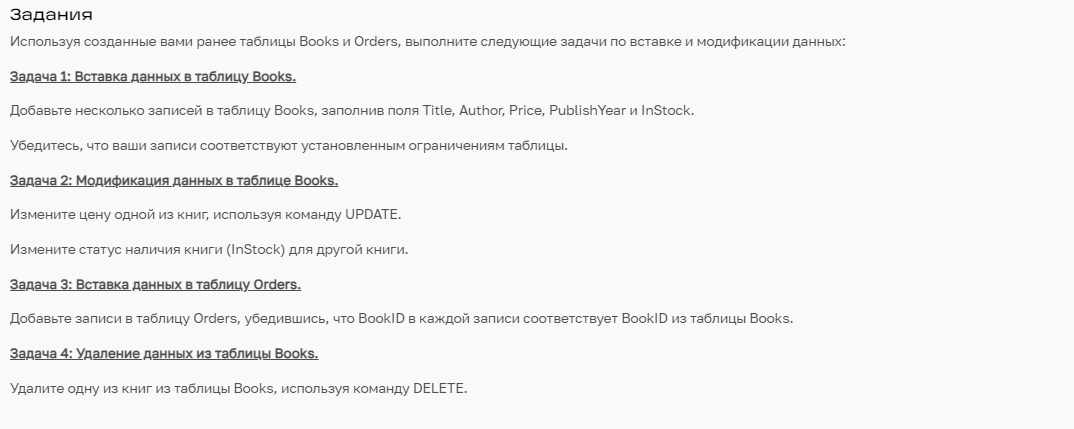 Задания
Используя созданные вами ранее таблицы Books и Orders, выполните следующие задачи по вставке и модификации данных:
Задача 1: Вставка данных в таблицу Books.
Добавьте несколько записей в таблицу Books, заполнив поля Title, Author, Price, PublishYear и InStock.
Убедитесь, что ваши записи соответствуют установленным ограничениям таблицы.
Задача 2: Модификация данных в таблице Books.
Измените цену одной из книг, используя команду UPDATE.
Измените статус наличия книги (InStock) для другой книги.
Задача 3: Вставка данных в таблицу Orders.
Добавьте записи в таблицу Orders, убедившись, что BookID в каждой записи соответствует BookID из таблицы Books.
Задача 4: Удаление данных из таблицы Books.
Удалите одну из книг из таблицы Books, используя команду DELETE.